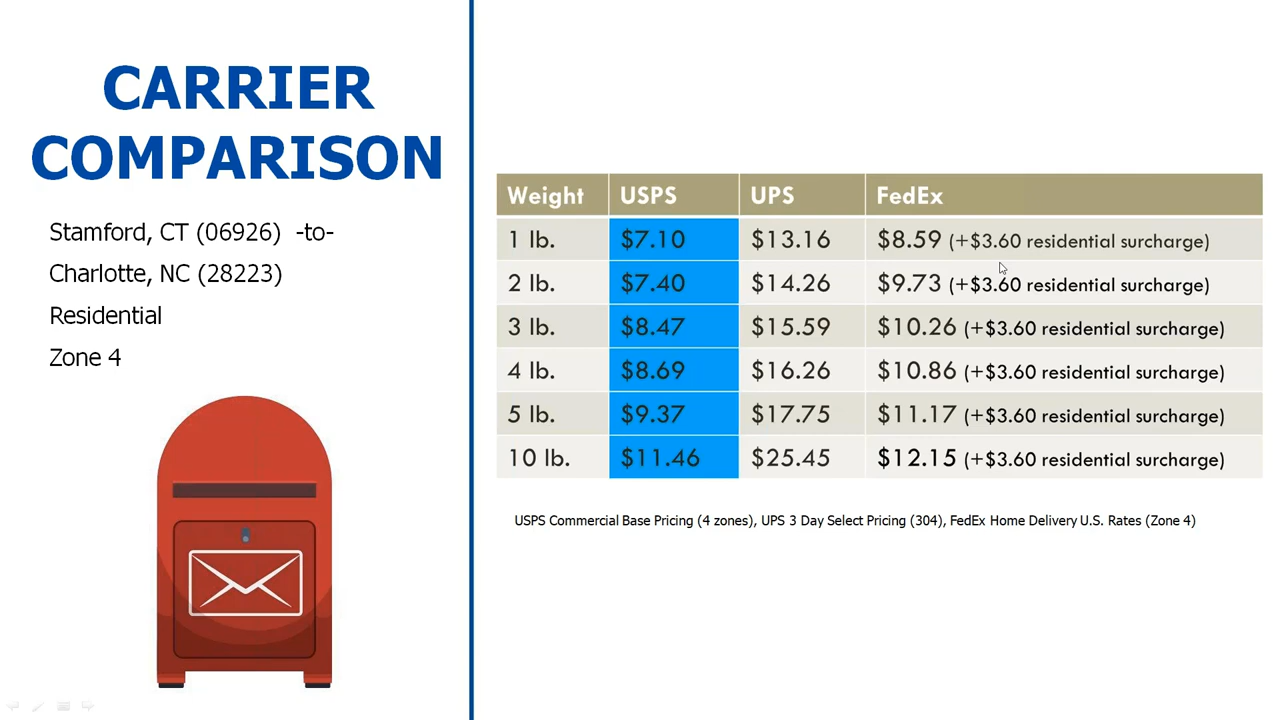 CARRIER
COMPARISON
Stamford, CT (06926) -to-
Charlotte, NC (28223)
Residential
Zone 4
Weight USPS UPS FedEx
1 lb. $7.10 $13.16 $8.59 (+$3.60 residential surcharge)
2 lb. $7.40 $14.26 $9.73 (+$3.60 residential surcharge)
3 lb. $8.47 $15.59 $10.26 (+$3.60 residential surcharge)
4 lb. $8.69 $16.26 $10.86 (+$3.60 residential surcharge)
5 lb. $9.37 $17.75 $11.17 (+$3.60 residential surcharge)
10 lb. $11.46 $25.45 $12.15 (+$3.60 residential surcharge)
USPS Commercial Base Pricing (4 zones), UPS 3 Day Select Pricing (304), FedEx Home Delivery U.S. Rates (Zone 4)